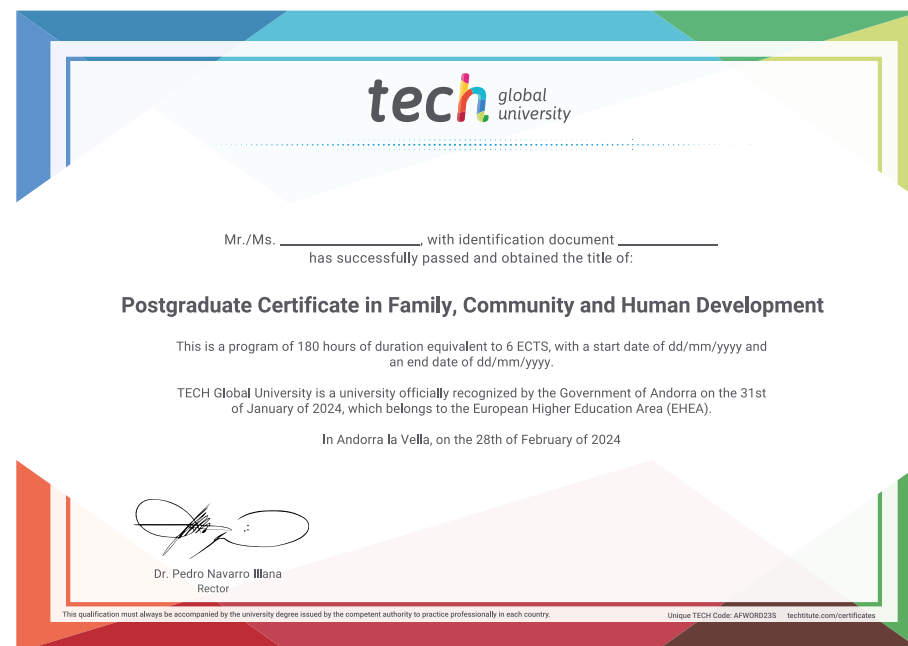 tech global
university
Mr./Ms. ____________, with identification document ____________
has successfully passed and obtained the title of:
Postgraduate Certificate in Family, Community and Human Development
This is a program of 180 hours of duration equivalent to 6 ECTS, with a start date of dd/mm/yyyy and
an end date of dd/mm/yyyy.
TECH Global University is a university officially recognized by the Government of Andorra on the 31st
of January of 2024, which belongs to the European Higher Education Area (EHEA).
In Andorra la Vella, on the 28th of February of 2024
Dr. Pedro Navarro Illana
Rector
This qualification must always be accompanied by the university degree issued by the competent authority to practice professionally in each country.
Unique TECH Code: AFWORD23S techtitute.com/certificates